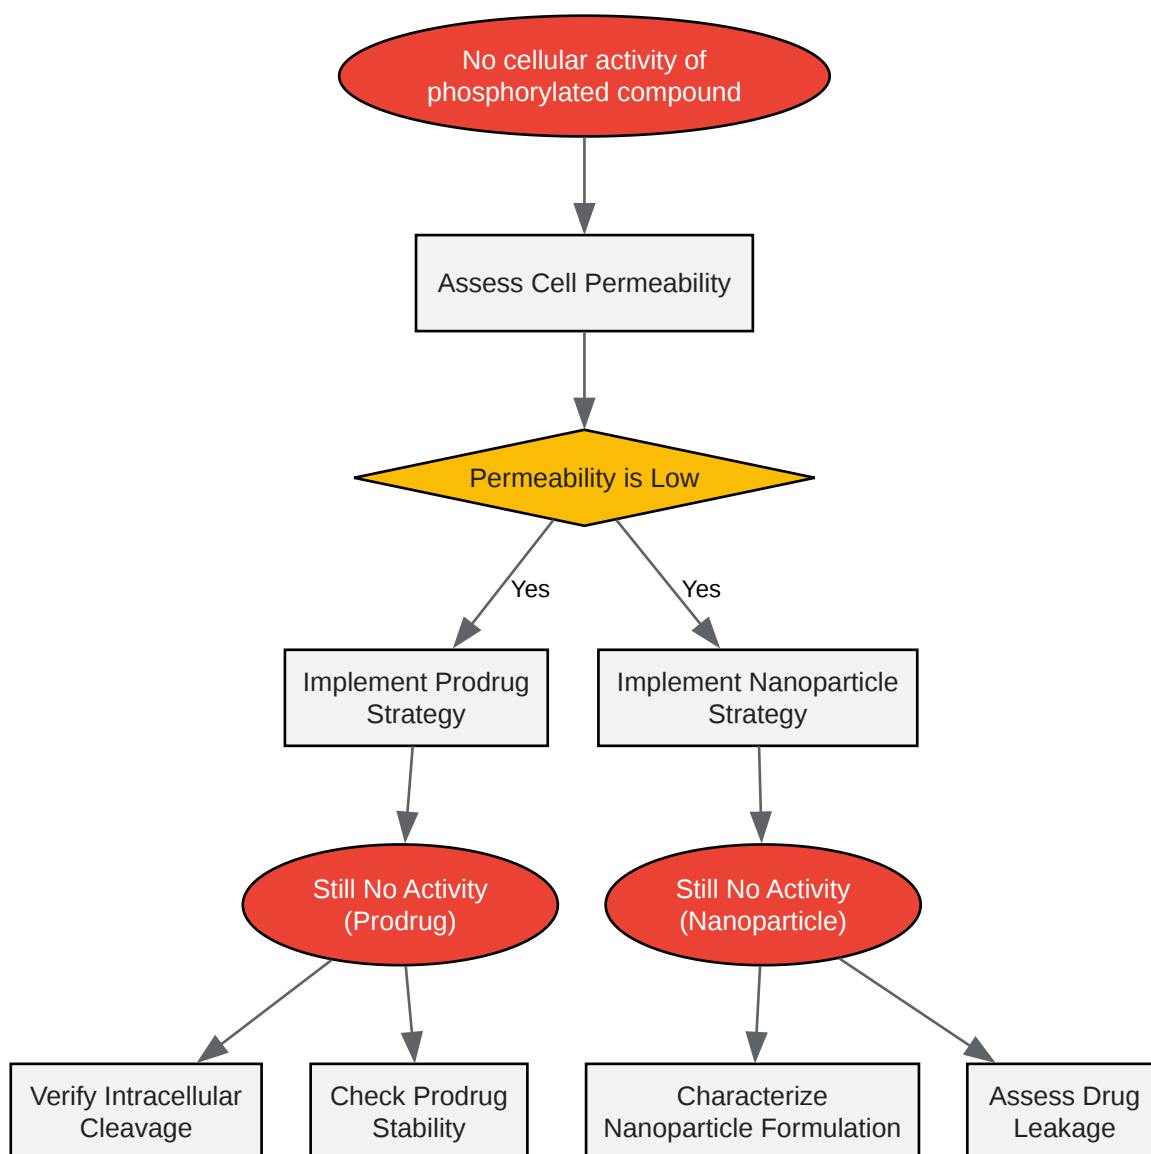 No cellular activity of
phosphorylated compound
Assess Cell Permeability
Permeability is Low
Yes
Yes
Implement Prodrug
Strategy
Implement Nanoparticle
Strategy
Still No Activity
(Prodrug)
Still No Activity
(Nanoparticle)
Verify Intracellular
Cleavage
Check Prodrug
Stability
Characterize
Nanoparticle Formulation
Assess Drug
Leakage